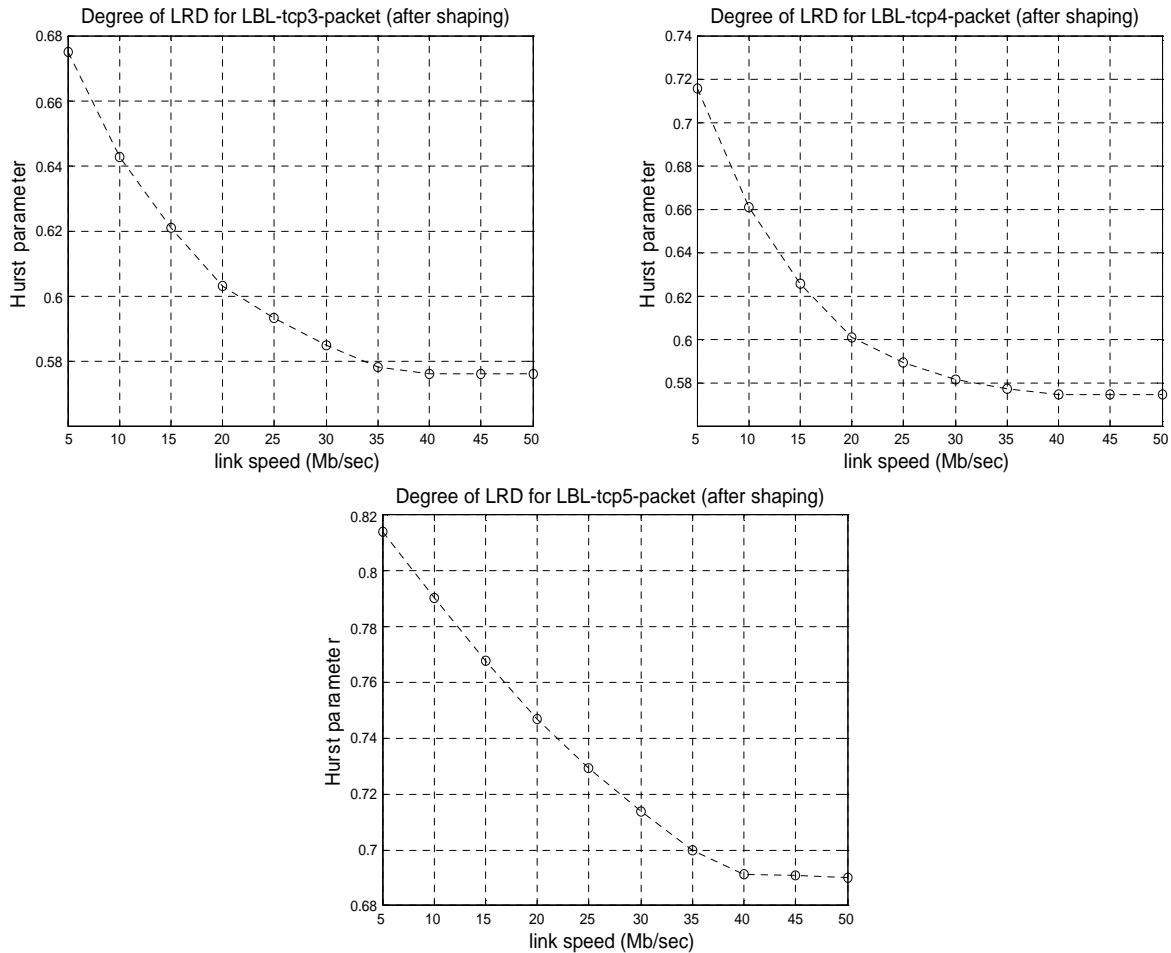 Degree of LRD for LBL-tcp3-packet (after shaping)
0.68
0.66
0.64
0.62
0.6
0.58
Hurst parameter
5 10 15 20 25 30 35 40 45 50
link speed (Mb/sec)
Degree of LRD for LBL-tcp4-packet (after shaping)
0.74
0.72
0.7
0.68
0.66
0.64
0.62
0.6
0.58
Hurst parameter
5 10 15 20 25 30 35 40 45 50
link speed (Mb/sec)
Degree of LRD for LBL-tcp5-packet (after shaping)
0.82
0.8
0.78
0.76
0.74
0.72
0.7
0.68
Hurst parameter
5 10 15 20 25 30 35 40 45 50
link speed (Mb/sec)